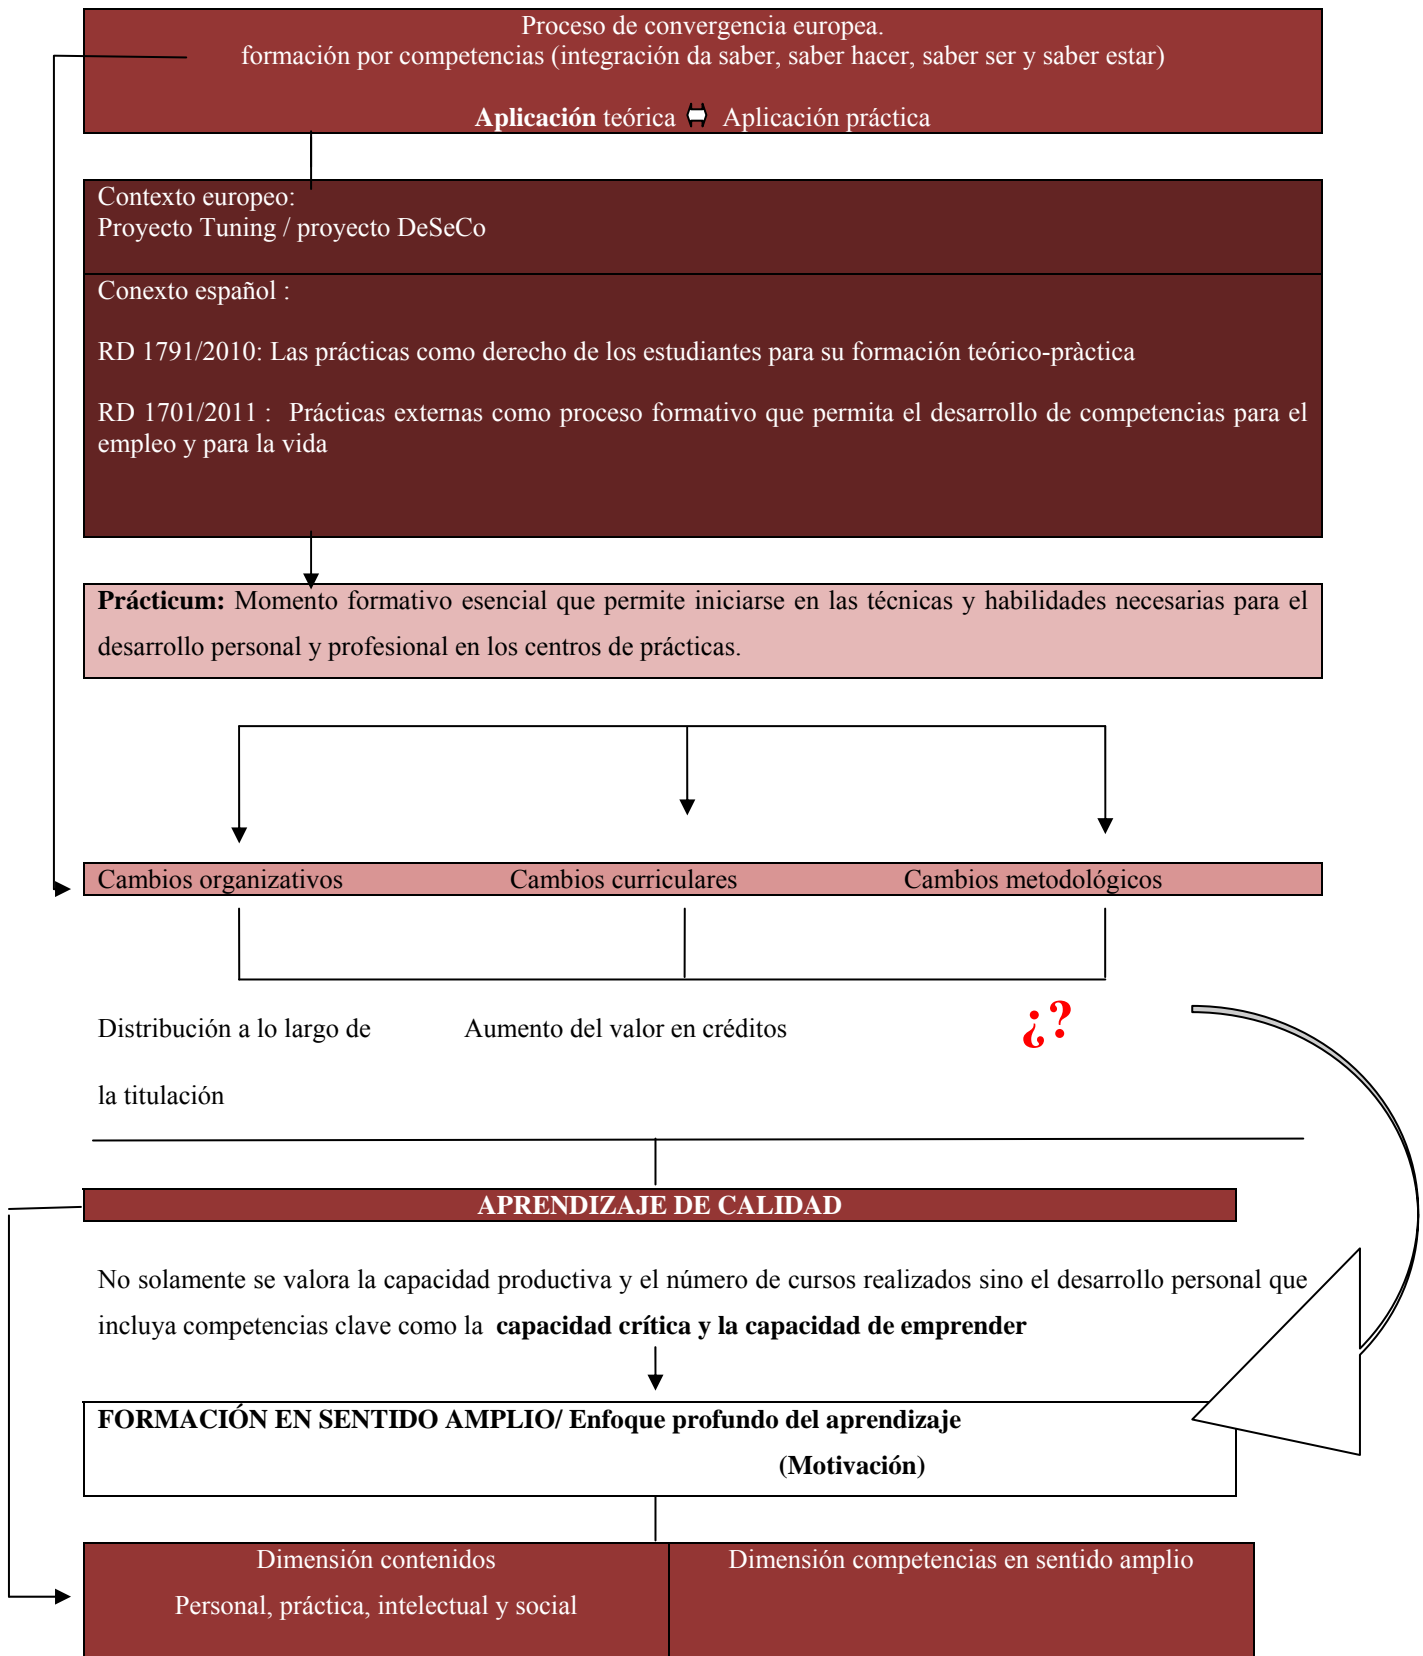 Proceso de convergencia europea.
formación por competencias (integración da saber, saber hacer, saber ser y saber estar)
Aplicación teórica Aplicación práctica
Contexto europeo:
Proyecto Tuning / proyecto DeSeCo
Conexto español :
RD 1791/2010: Las prácticas como derecho de los estudiantes para su formación teórico-pràctica
RD 1701/2011 : Prácticas externas como proceso formativo que permita el desarrollo de competencias para el
empleo y para la vida
Prácticum: Momento formativo esencial que permite iniciarse en las técnicas y habilidades necesarias para el
desarrollo personal y profesional en los centros de prácticas.
Cambios organizativos Cambios curriculares Cambios metodológicos
Distribución a lo largo de Aumento del valor en créditos ¿?
la titulación
APRENDIZAJE DE CALIDAD
No solamente se valora la capacidad productiva y el número de cursos realizados sino el desarrollo personal que
incluya competencias clave como la capacidad crítica y la capacidad de emprender
FORMACIÓN EN SENTIDO AMPLIO/ Enfoque profundo del aprendizaje
(Motivación)
Dimensión contenidos Dimensión competencias en sentido amplio
Personal, práctica, intelectual y social